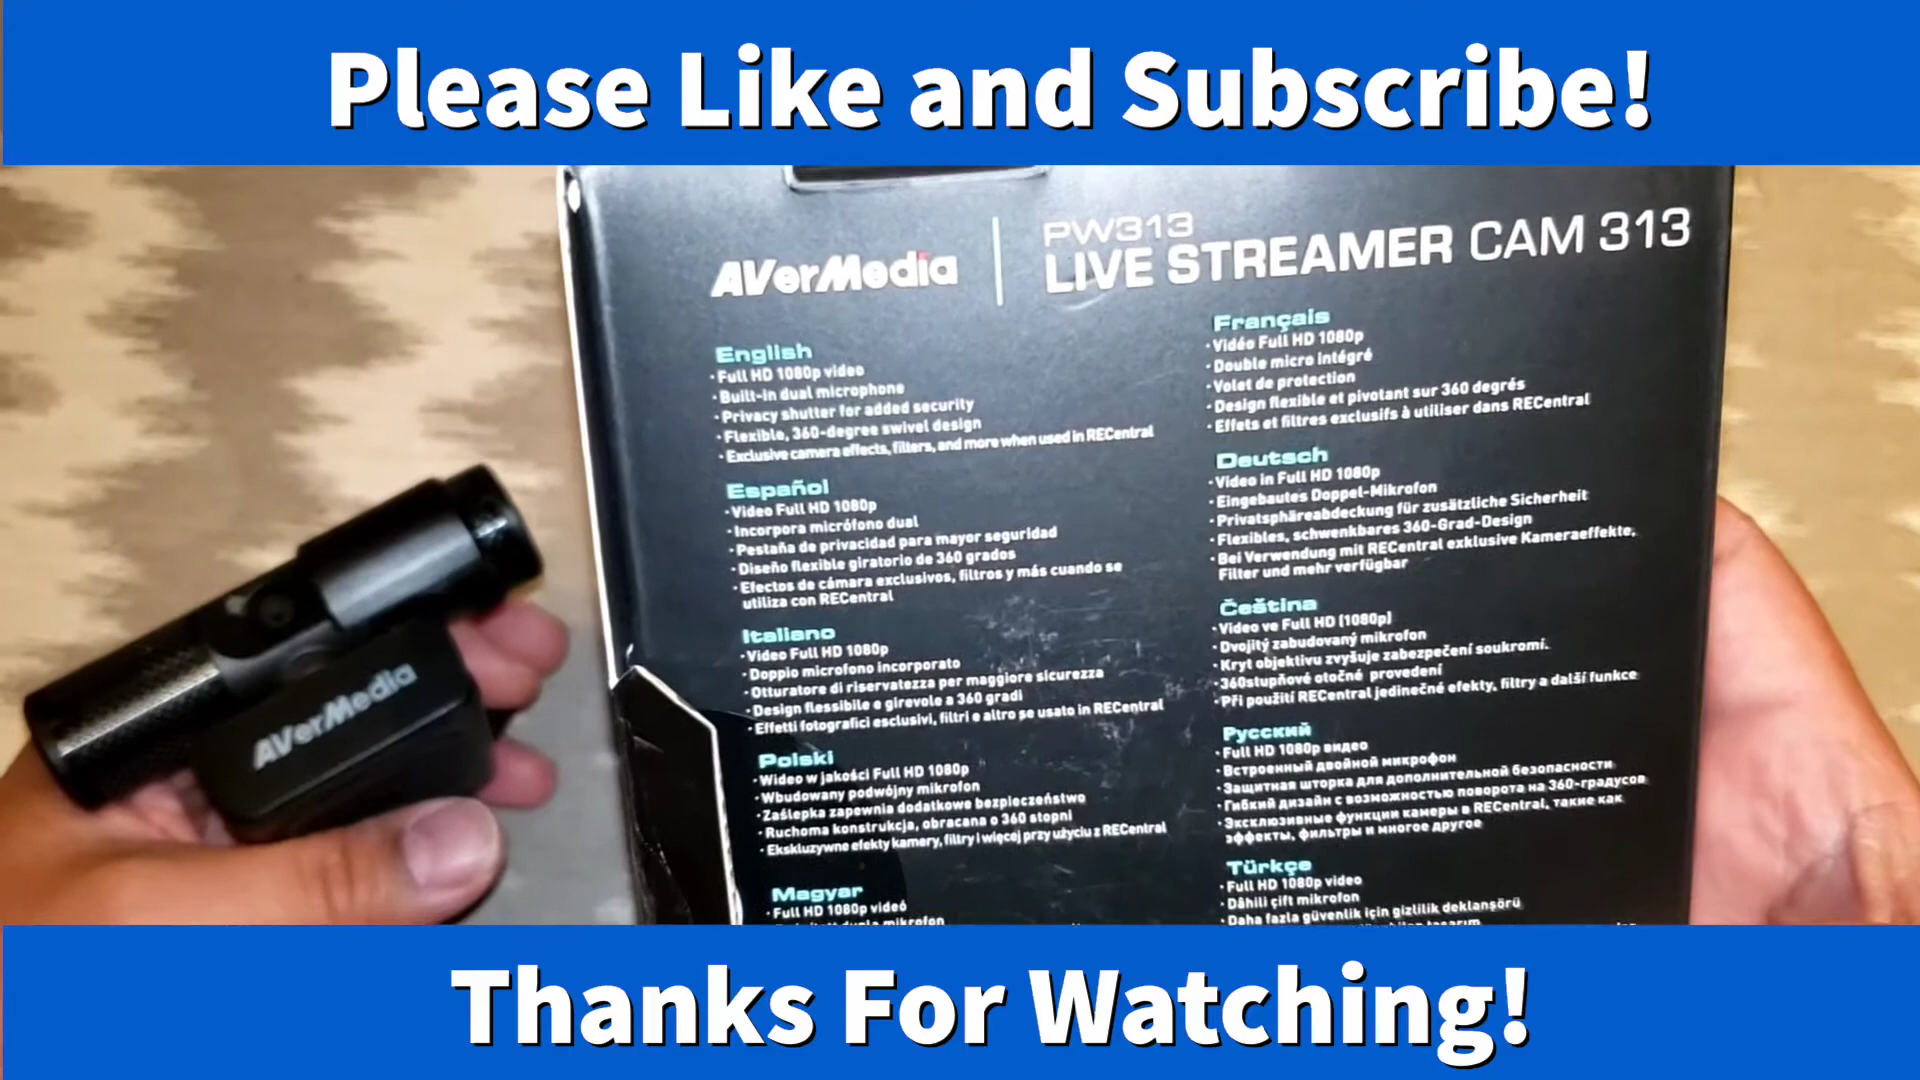 Please Like and Subscribe!
AVerMedia
PW313
LIVE STREAMER CAM 313
English
· Full HD 1080p video
· Built-in dual microphone
· Privacy shutter for added security
· Flexible, 360-degree swivel design
· Exclusive camera effects, filters, and more when used in RECentral
Español
· Video Full HD 1080p
· Incorpora micrófono dual
· Pestaña de privacidad para mayor seguridad
· Diseño flexible giratorio de 360 grados
· Efectos de cámara exclusivos, filtros y más cuando se
utiliza con RECentral
Italiano
· Video Full HD 1080p
· Doppio microfono incorporato
· Otturatore di riservatezza per maggiore sicurezza
· Design flessibile e girevole a 360 gradi
· Effetti fotografici esclusivi, filtri e altro se usato in RECentral
Polski
· Wideo w jakości Full HD 1080p
· Wbudowany podwójny mikrofon
· Zaślepka zapewnia dodatkowe bezpieczeństwo
· Ruchoma konstrukcja, obracana o 360 stopni
· Ekskluzywne efekty kamery, filtry i więcej przy użyciu z RECentral
Magyar
· Full HD 1080p videó
Français
· Vidéo Full HD 1080p
· Double micro intégré
· Volet de protection
· Design flexible et pivotant sur 360 degrés
· Effets et filtres exclusifs à utiliser dans RECentral
Deutsch
· Video in Full HD 1080p
· Eingebautes Doppel-Mikrofon
· Privatsphäreabdeckung für zusätzliche Sicherheit
· Flexibles, schwenkbares 360-Grad-Design
· Bei Verwendung mit RECentral exklusive Kameraeffekte,
Filter und mehr verfügbar
Čeština
· Video ve Full HD (1080p)
· Dvojitý zabudovaný mikrofon
· Kryt objektivu zvyšuje zabezpečení soukromí.
· 360stupňové otočné provedení
· Při použití RECentral jedinečné efekty, filtry a další funkce
Русский
· Full HD 1080p видео
· Встроенный двойной микрофон
· Защитная шторка для дополнительной безопасности
· Гибкий дизайн с возможностью поворота на 360-градусов
· Эксклюзивные функции камеры в RECentral, такие как
эффекты, фильтры и многое другое
Türkçe
· Full HD 1080p video
· Dâhili çift mikrofon
· Daha fazla güvenlik için gizlilik deklanşörü
AVerMedia
Thanks For Watching!